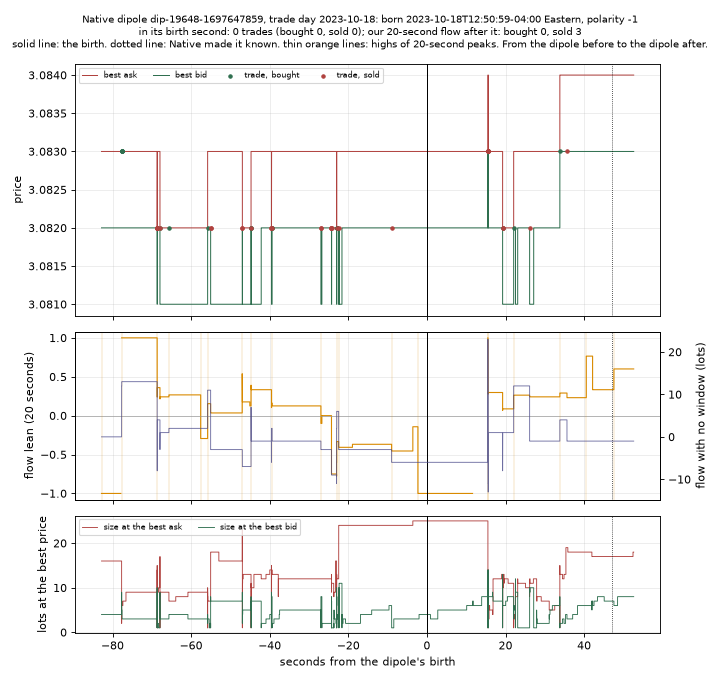 Native dipole dip-19648-1697647859, trade day 2023-10-18: born 2023-10-18T12:50:59-04:00 Eastern, polarity -1
in its birth second: 0 trades (bought 0, sold 0); our 20-second flow after it: bought 0, sold 3
solid line: the birth. dotted line: Native made it known. thin orange lines: highs of 20-second peaks. From the dipole before to the dipole after.
best ask
best bid
trade, bought
trade, sold
3.0840
3.0835
3.0830
3.0825
3.0820
3.0815
3.0810
price
1.0
0.5
0.0
−0.5
−1.0
flow lean (20 seconds)
20
10
0
−10
flow with no window (lots)
size at the best ask
size at the best bid
20
10
0
lots at the best price
−80
−60
−40
−20
0
20
40
seconds from the dipole's birth